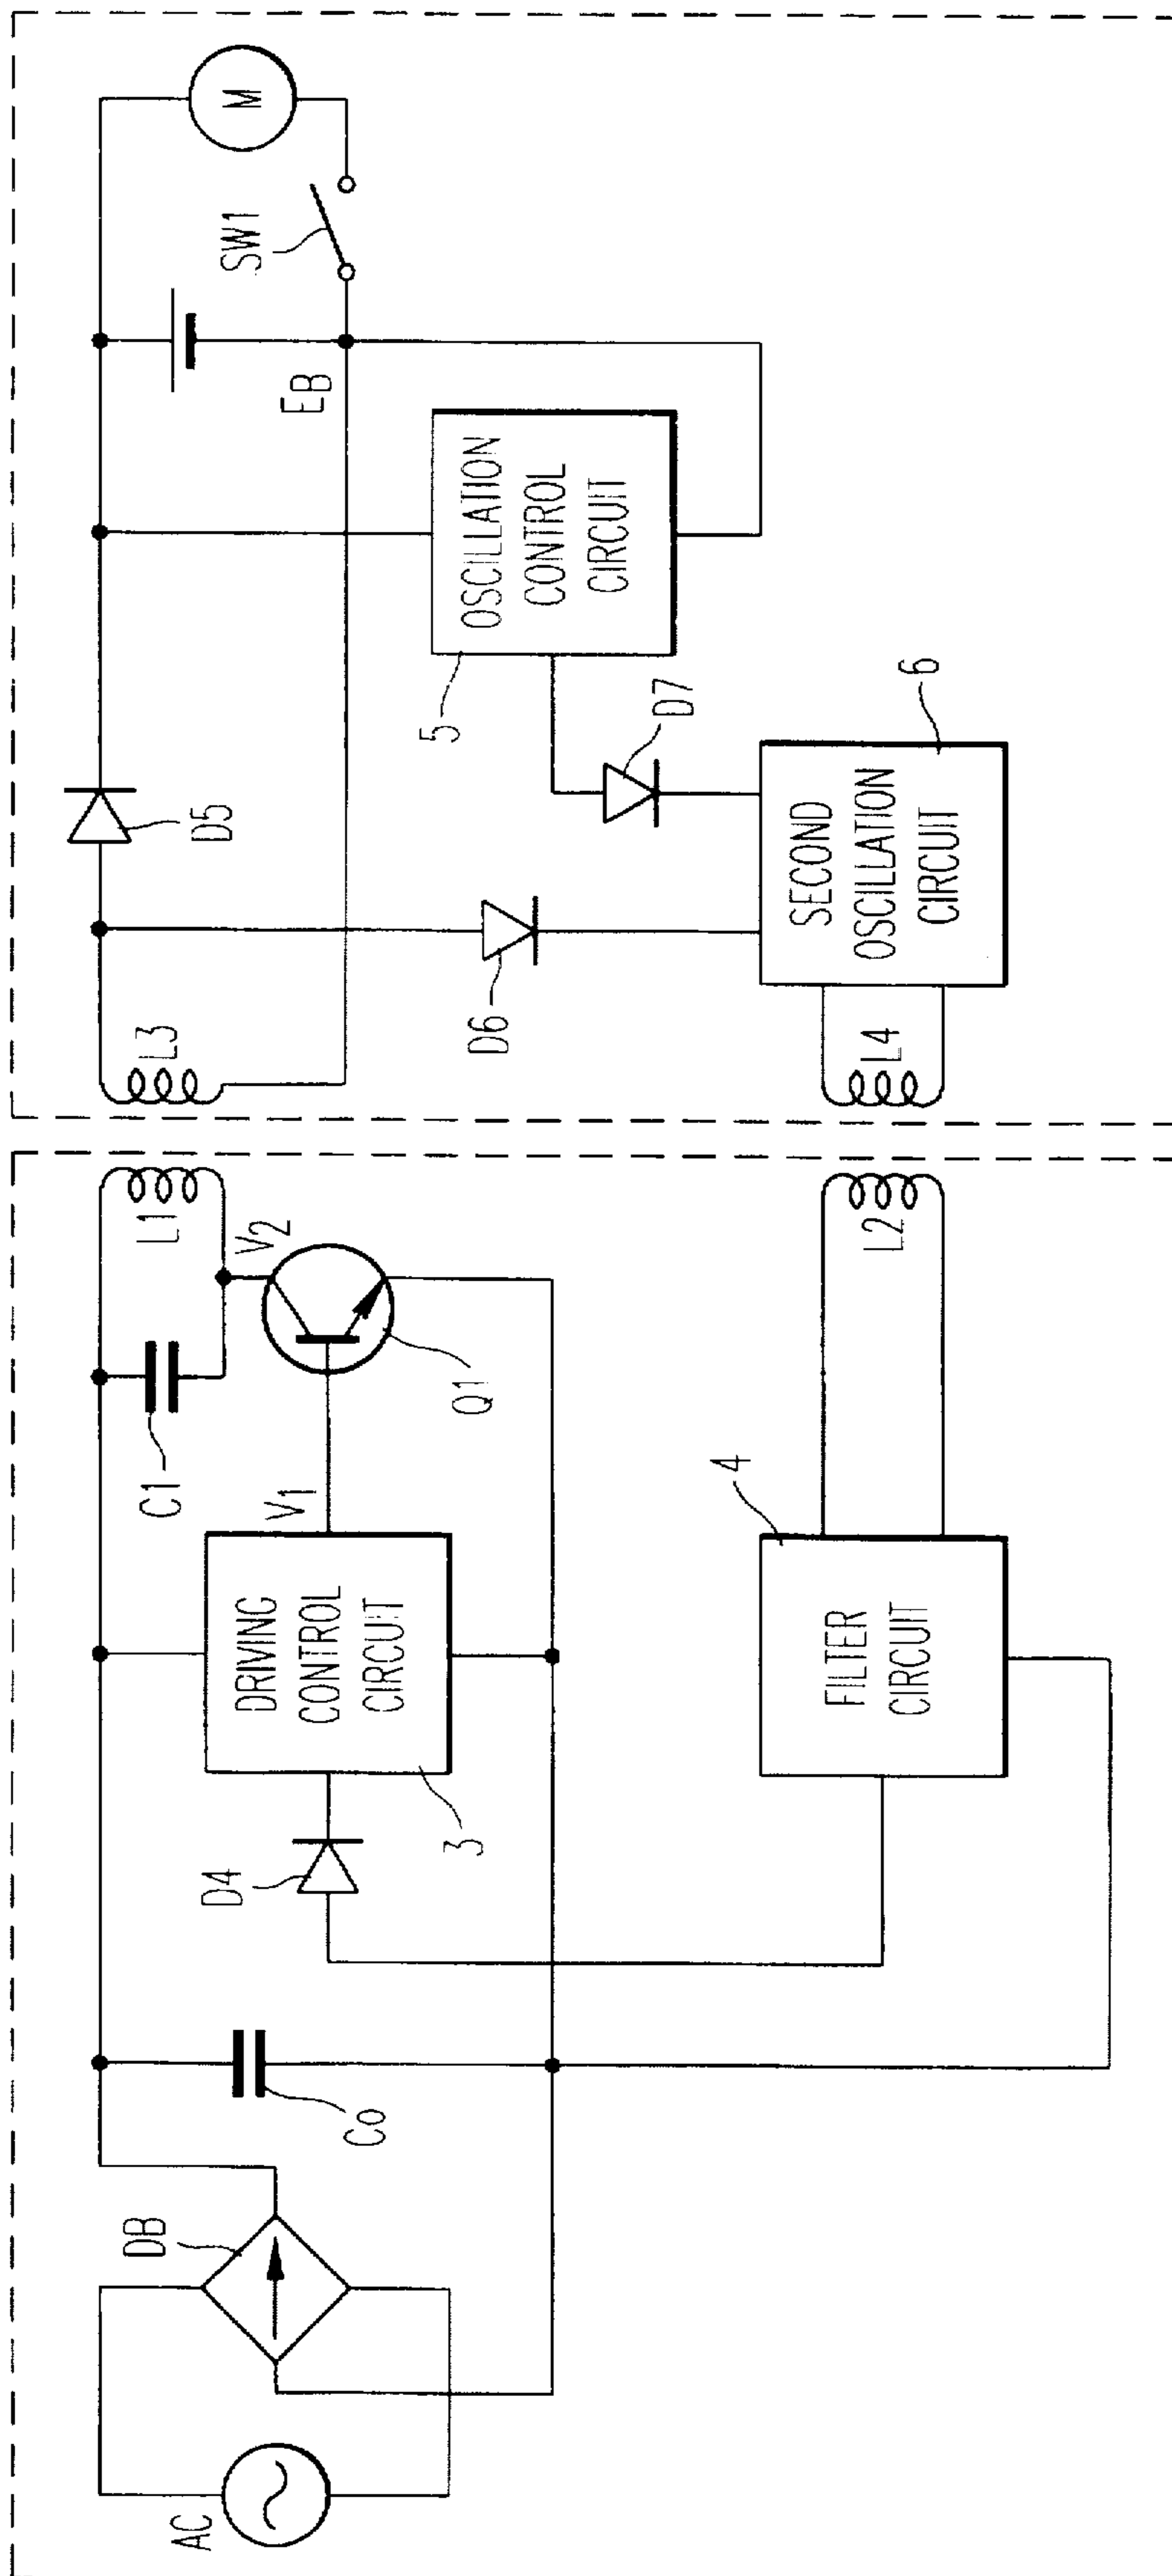 AC
DB
Co
D4
DRIVING
CONTROL
CIRCUIT
3
V1
C1
L1
V2
Q1
FILTER
CIRCUIT
4
L2
L3
D5
D6
D7
L4
SECOND
OSCILLATION
CIRCUIT
6
5
OSCILLATION
CONTROL
CIRCUIT
EB
SW1
M